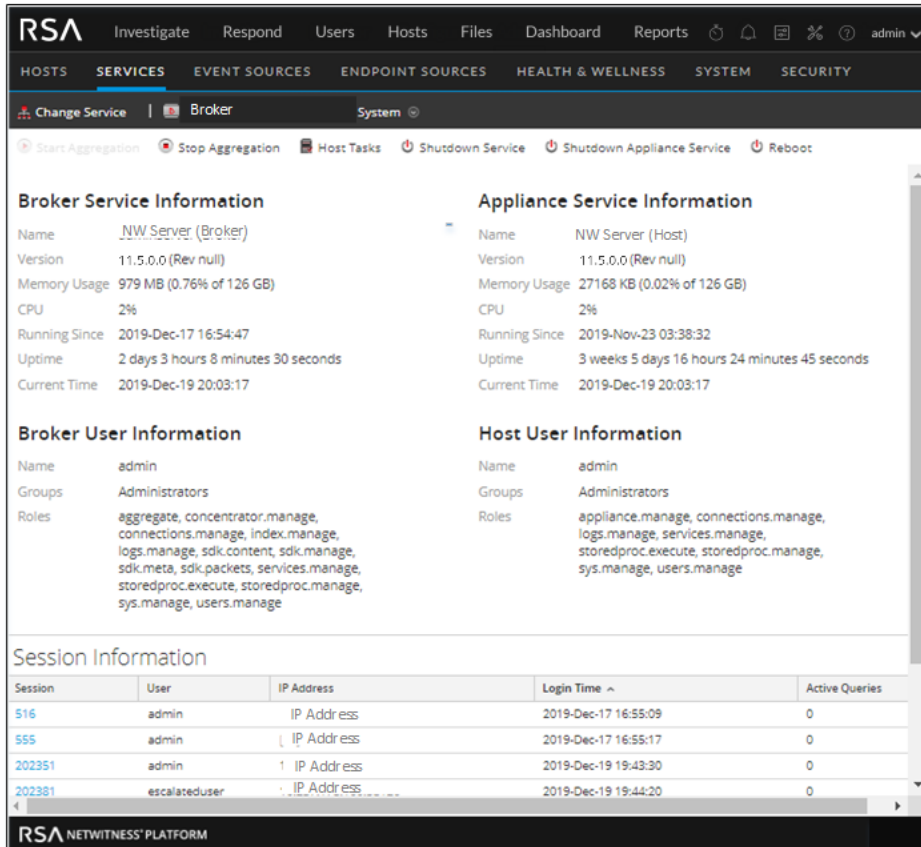 RSA Investigate Respond Users Hosts Files Dashboard Reports admin
HOSTS SERVICES EVENT SOURCES ENDPOINT SOURCES HEALTH & WELLNESS SYSTEM SECURITY
Change Service | Broker System
Start Aggregation Stop Aggregation Host Tasks Shutdown Service Shutdown Appliance Service Reboot
Broker Service Information
Name NW Server (Broker)
Version 11.5.0.0 (Rev null)
Memory Usage 979 MB (0.76% of 126 GB)
CPU 2%
Running Since 2019-Dec-17 16:54:47
Uptime 2 days 3 hours 8 minutes 30 seconds
Current Time 2019-Dec-19 20:03:17
Appliance Service Information
Name NW Server (Host)
Version 11.5.0.0 (Rev null)
Memory Usage 27168 KB (0.02% of 126 GB)
CPU 2%
Running Since 2019-Nov-23 03:38:32
Uptime 3 weeks 5 days 16 hours 24 minutes 45 seconds
Current Time 2019-Dec-19 20:03:17
Broker User Information
Name admin
Groups Administrators
Roles aggregate, concentrator.manage,
connections.manage, index.manage,
logs.manage, sdk.content, sdk.manage,
sdk.meta, sdk.packets, services.manage,
storedproc.execute, storedproc.manage,
sys.manage, users.manage
Host User Information
Name admin
Groups Administrators
Roles appliance.manage, connections.manage,
logs.manage, services.manage,
storedproc.execute, storedproc.manage,
sys.manage, users.manage
Session Information
Session User IP Address Login Time Active Queries
516 admin IP Address 2019-Dec-17 16:55:09 0
555 admin IP Address 2019-Dec-17 16:55:17 0
202351 admin IP Address 2019-Dec-19 19:43:30 0
202381 escalateduser IP Address 2019-Dec-19 19:44:20 0
RSA NETWITNESS® PLATFORM